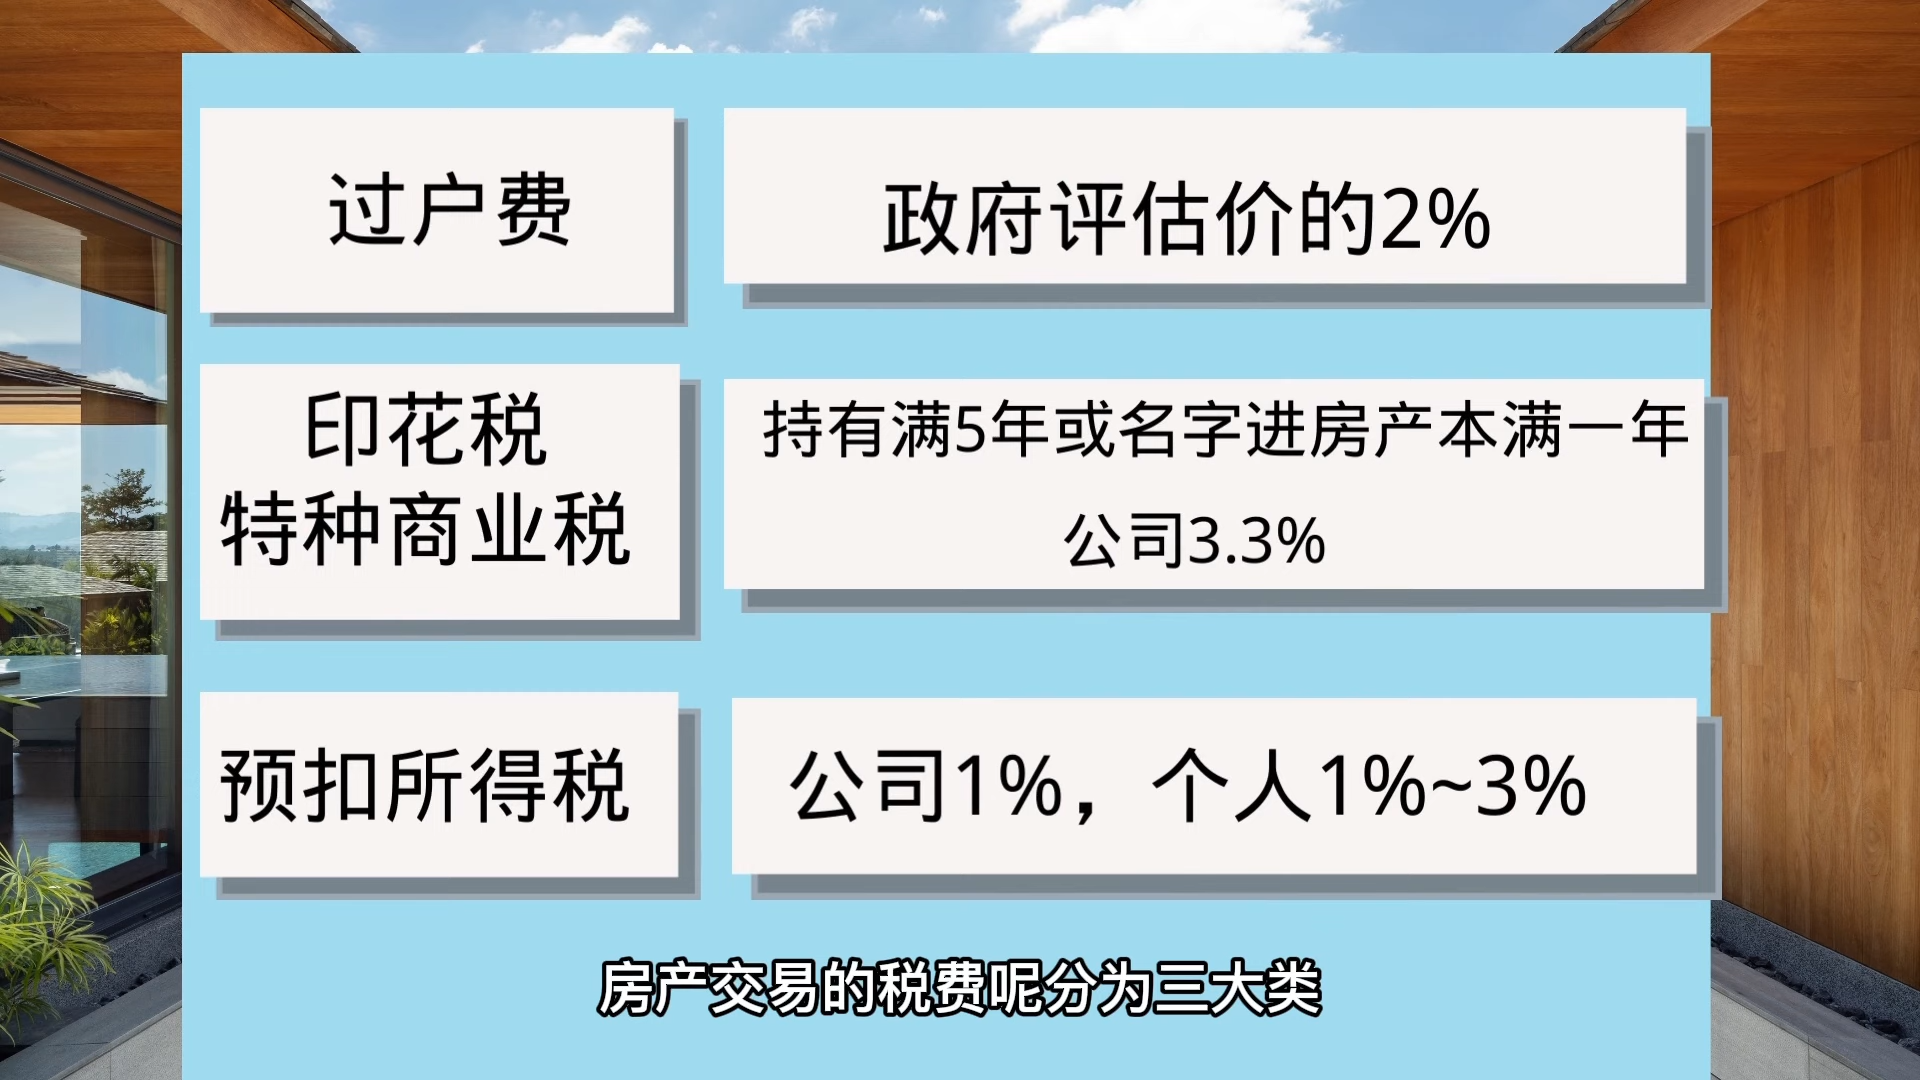 过户费
政府评估价的2%
印花税
特种商业税
持有满5年或名字进房产本满一年
公司3.3%
预扣所得税
公司1%，个人1%~3%
房产交易的税费呢分为三大类